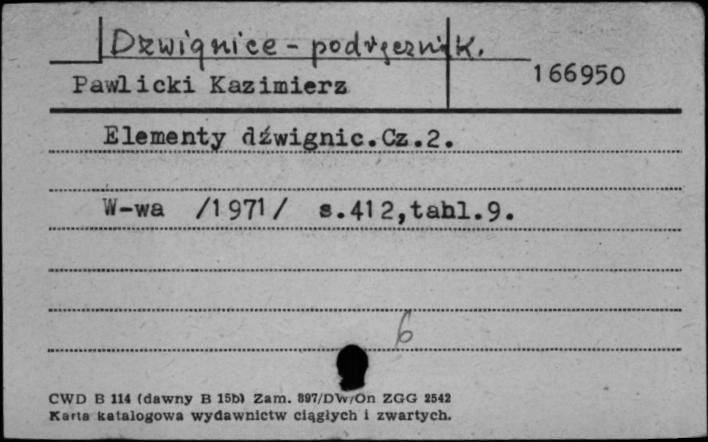 Dźwignice - podręcznik.
Pawlicki Kazimierz 166950
Elementy dźwignic.Cz.2.
W-wa /1971/ s.412,tabl.9.
6
CWD B 114 (dawny B 15b) Zam. 897/DW/On ZGG 2542
Karta katalogowa wydawnictw ciągłych i zwartych.